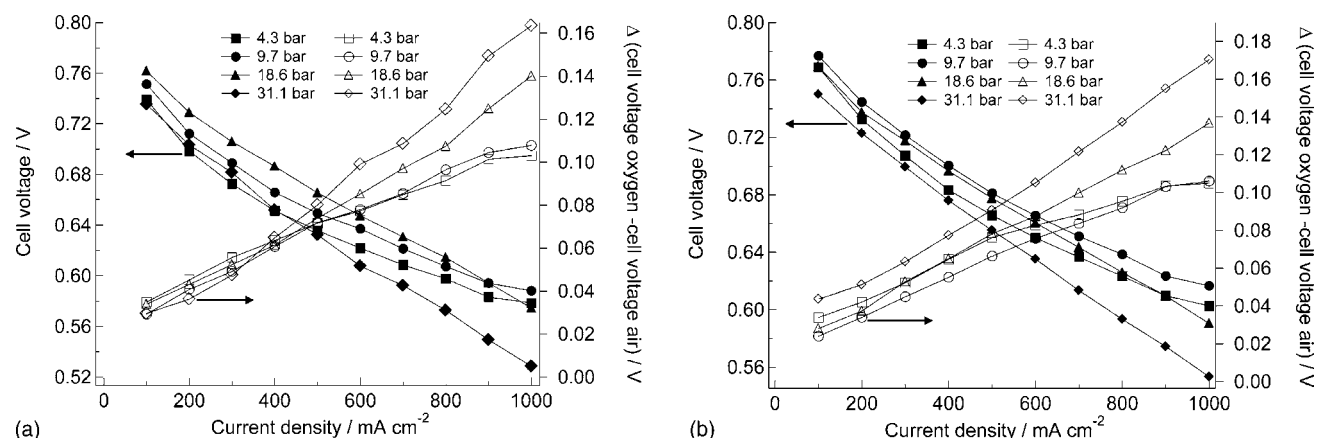 0.80
0.76
0.72
0.68
0.64
0.60
0.56
0.52
Cell voltage / V
4.3 bar
9.7 bar
18.6 bar
31.1 bar
4.3 bar
9.7 bar
18.6 bar
31.1 bar
0.16
0.14
0.12
0.10
0.08
0.06
0.04
0.02
0.00
Δ (cell voltage oxygen -cell voltage air) / V
0 200 400 600 800 1000
Current density / mA cm-2
(a)
0.80
0.76
0.72
0.68
0.64
0.60
0.56
Cell voltage / V
4.3 bar
9.7 bar
18.6 bar
31.1 bar
4.3 bar
9.7 bar
18.6 bar
31.1 bar
0.18
0.16
0.14
0.12
0.10
0.08
0.06
0.04
0.02
0.00
Δ (cell voltage oxygen -cell voltage air) / V
0 200 400 600 800 1000
Current density / mA cm-2
(b)